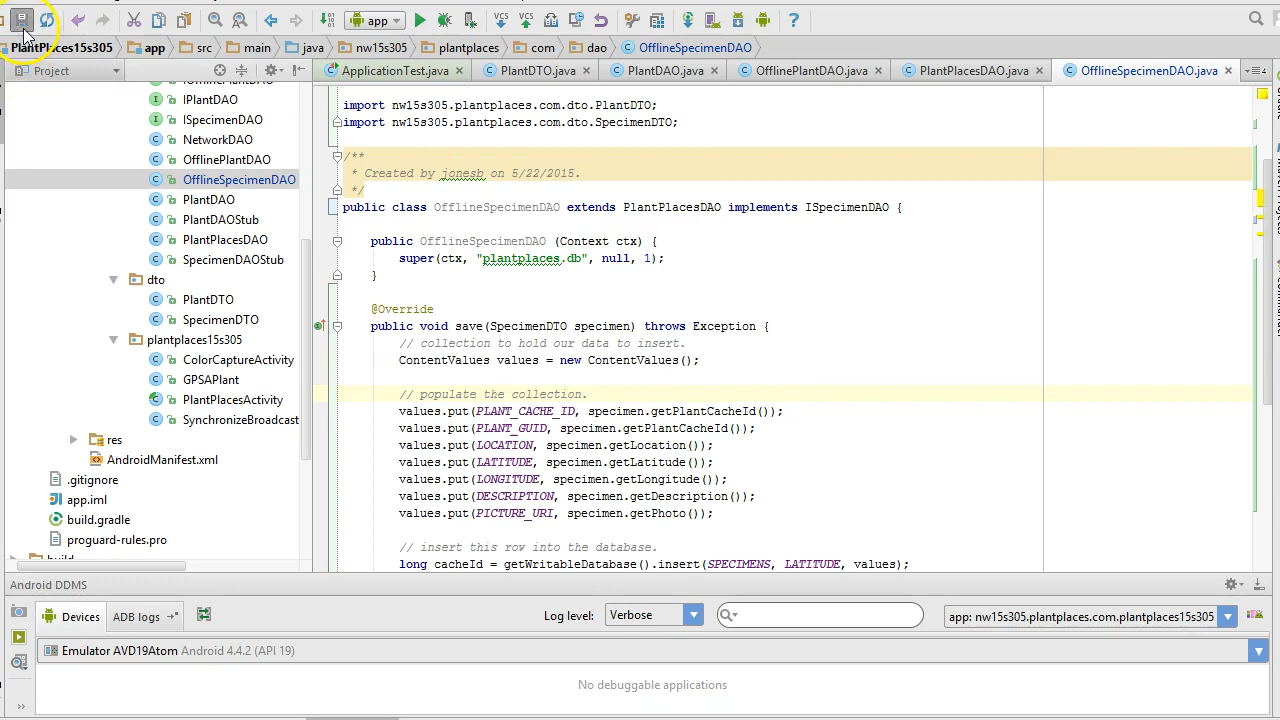 app
PlantPlaces15s305
app
src
main
java
nw15s305
plantplaces
com
dao
OfflineSpecimenDAO
Project
ApplicationTest.java
PlantDTO.java
PlantDAO.java
OfflinePlantDAO.java
PlantPlacesDAO.java
OfflineSpecimenDAO.java
IPlantDAO
ISpecimenDAO
NetworkDAO
OfflinePlantDAO
OfflineSpecimenDAO
PlantDAO
PlantDAOStub
PlantPlacesDAO
SpecimenDAOStub
dto
PlantDTO
SpecimenDTO
plantplaces15s305
ColorCaptureActivity
GPSAPlant
PlantPlacesActivity
SynchronizeBroadcast
res
AndroidManifest.xml
.gitignore
app.iml
build.gradle
proguard-rules.pro
build
import nw15s305.plantplaces.com.dto.PlantDTO;
import nw15s305.plantplaces.com.dto.SpecimenDTO;
/**
* Created by jonesb on 5/22/2015.
*/
public class OfflineSpecimenDAO extends PlantPlacesDAO implements ISpecimenDAO {
public OfflineSpecimenDAO (Context ctx) {
super(ctx, "plantplaces.db", null, 1);
}
@Override
public void save(SpecimenDTO specimen) throws Exception {
// collection to hold our data to insert.
ContentValues values = new ContentValues();
// populate the collection.
values.put(PLANT_CACHE_ID, specimen.getPlantCacheId());
values.put(PLANT_GUID, specimen.getPlantCacheId());
values.put(LOCATION, specimen.getLocation());
values.put(LATITUDE, specimen.getLatitude());
values.put(LONGITUDE, specimen.getLongitude());
values.put(DESCRIPTION, specimen.getDescription());
values.put(PICTURE_URI, specimen.getPhoto());
// insert this row into the database.
long cacheId = getWritableDatabase().insert(SPECIMENS, LATITUDE, values);
Android DDMS
Devices
ADB logs
Log level:
Verbose
app: nw15s305.plantplaces.com.plantplaces15s305
Emulator AVD19Atom Android 4.4.2 (API 19)
No debuggable applications